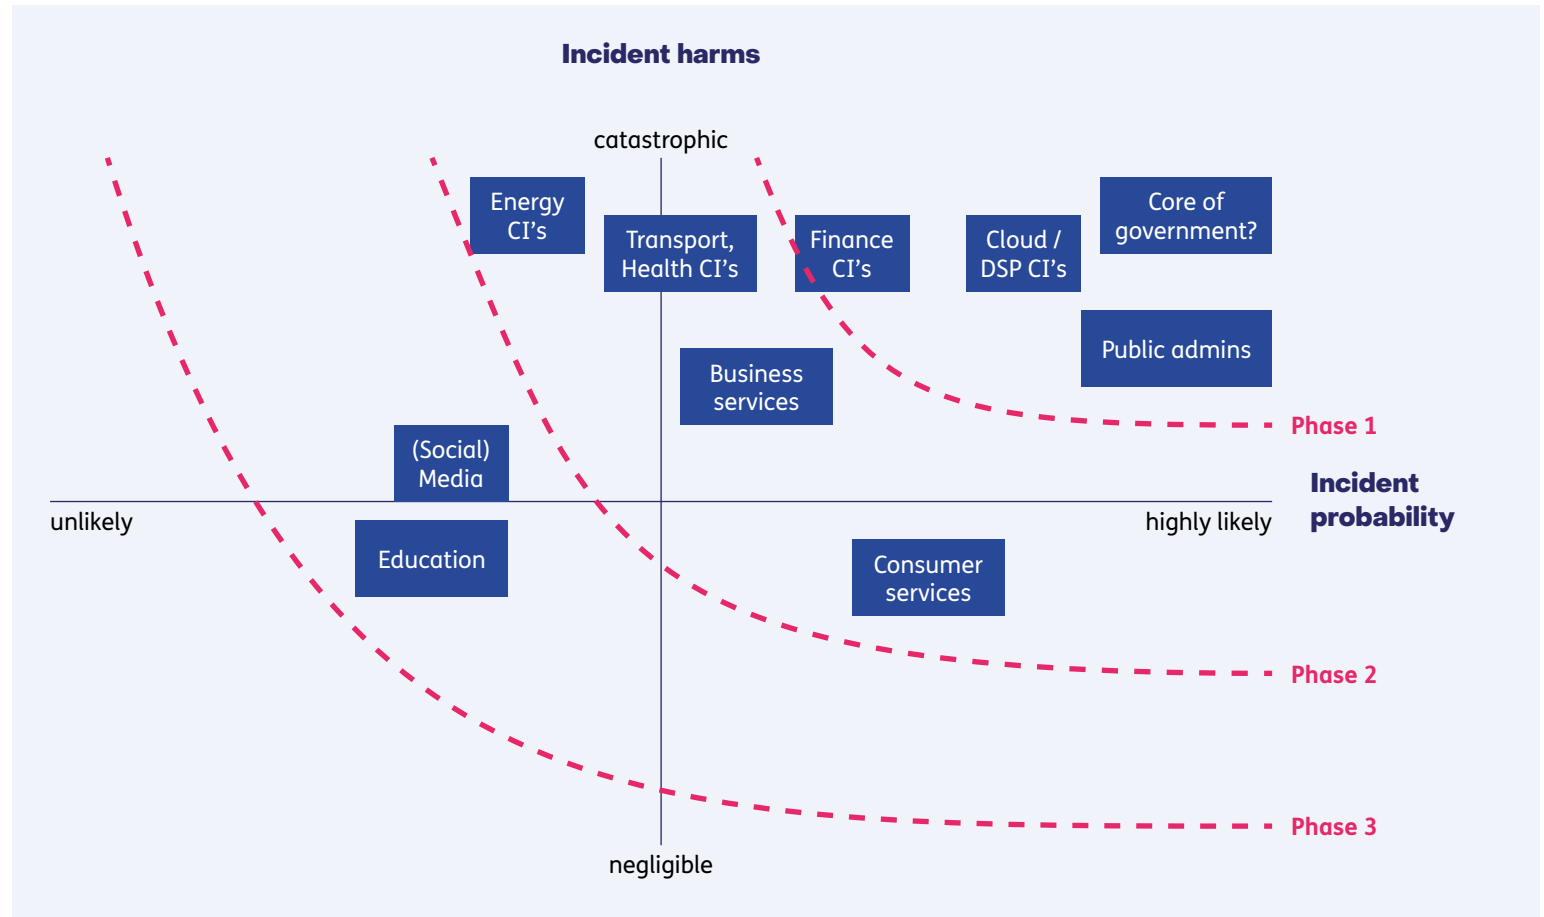 Incident harms
catastrophic
Energy
CI’s
Transport,
Health CI’s
Finance
CI’s
Cloud /
DSP CI’s
Core of
government?
Public admins
Business
services
Phase 1
(Social)
Media
Incident
probability
unlikely
highly likely
Education
Consumer
services
Phase 2
Phase 3
negligible